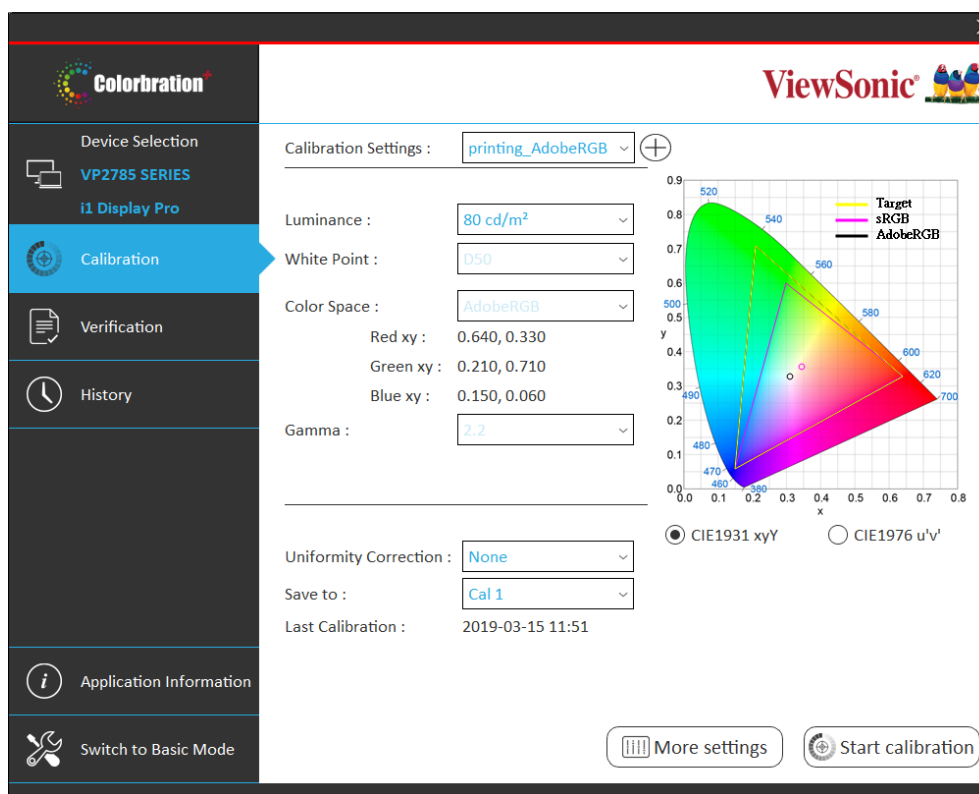 Colorbration+
ViewSonic®
Device Selection
VP2785 SERIES
i1 Display Pro
Calibration
Verification
History
Application Information
Switch to Basic Mode
Calibration Settings : printing_AdobeRGB
Luminance : 80 cd/m²
White Point : D50
Color Space : AdobeRGB
Red xy : 0.640, 0.330
Green xy : 0.210, 0.710
Blue xy : 0.150, 0.060
Gamma : 2.2
Uniformity Correction : None
Save to : Cal 1
Last Calibration : 2019-03-15 11:51
Target
sRGB
AdobeRGB
0.9
0.8
0.7
0.6
0.5
y
0.4
0.3
0.2
0.1
0.0
520
540
560
580
600
620
700
500
490
480
470
460
380
0.0 0.1 0.2 0.3 0.4 0.5 0.6 0.7 0.8
x
CIE1931 xyY
CIE1976 u'v'
More settings
Start calibration